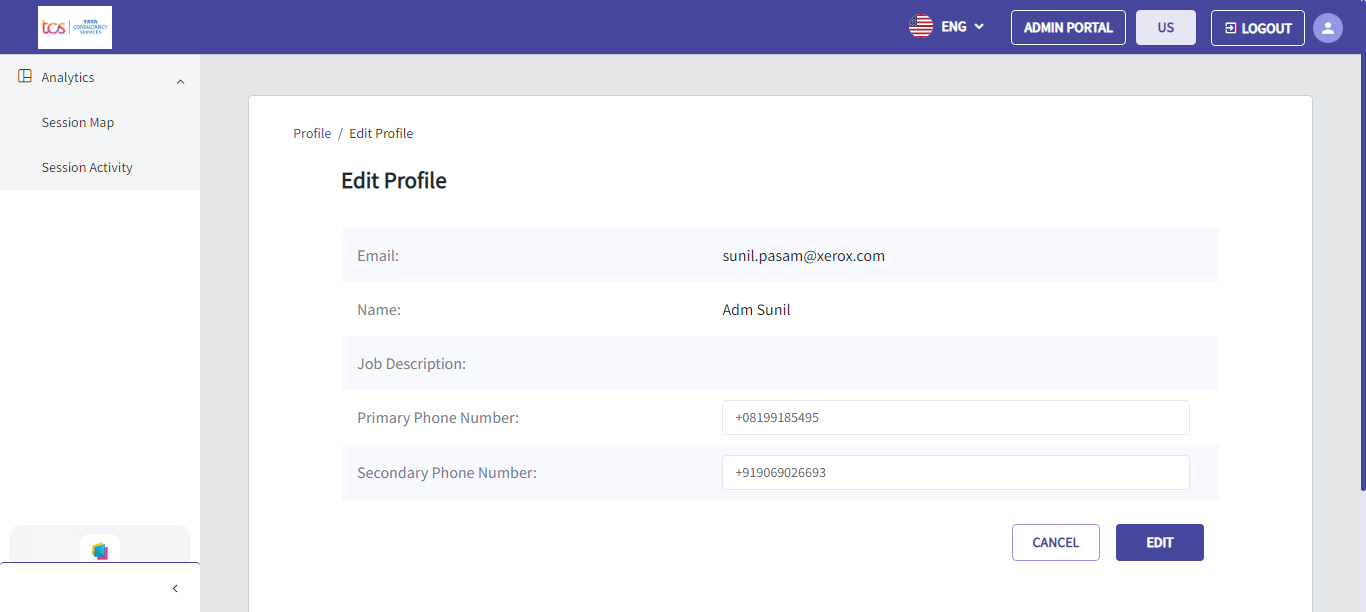 tcs TATA
CONSULTANCY
SERVICES
ENG
ADMIN PORTAL
US
LOGOUT
Analytics
Session Map
Session Activity
Profile / Edit Profile
Edit Profile
Email: sunil.pasam@xerox.com
Name: Adm Sunil
Job Description:
Primary Phone Number: +08199185495
Secondary Phone Number: +919069026693
CANCEL
EDIT